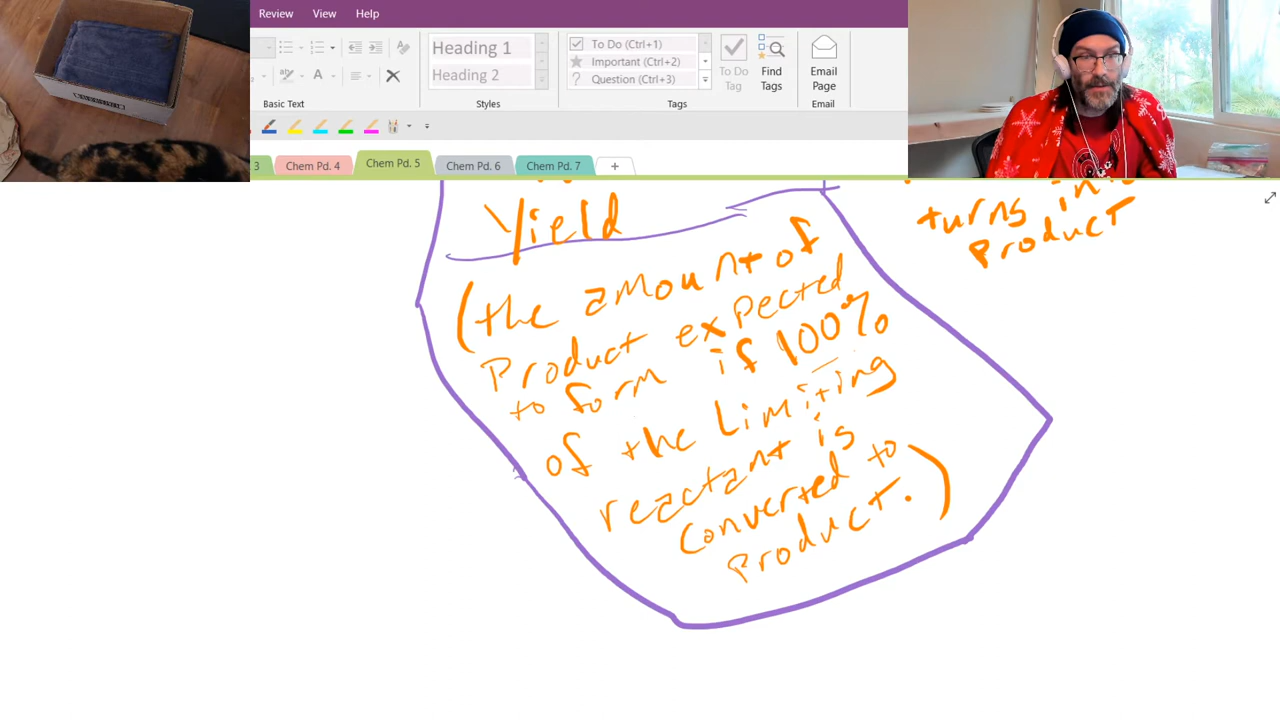 Review View Help
Heading 1
Heading 2
To Do (Ctrl+1)
Important (Ctrl+2)
Question (Ctrl+3)
To Do
Tag
Find
Tags
Email
Page
Basic Text
Styles
Tags
Email
3 Chem Pd. 4 Chem Pd. 5 Chem Pd. 6 Chem Pd. 7 +
Yield
(the amount of
Product expected
to form if 100%
of the Limiting
reactant is
converted to
product.)
turns
Product